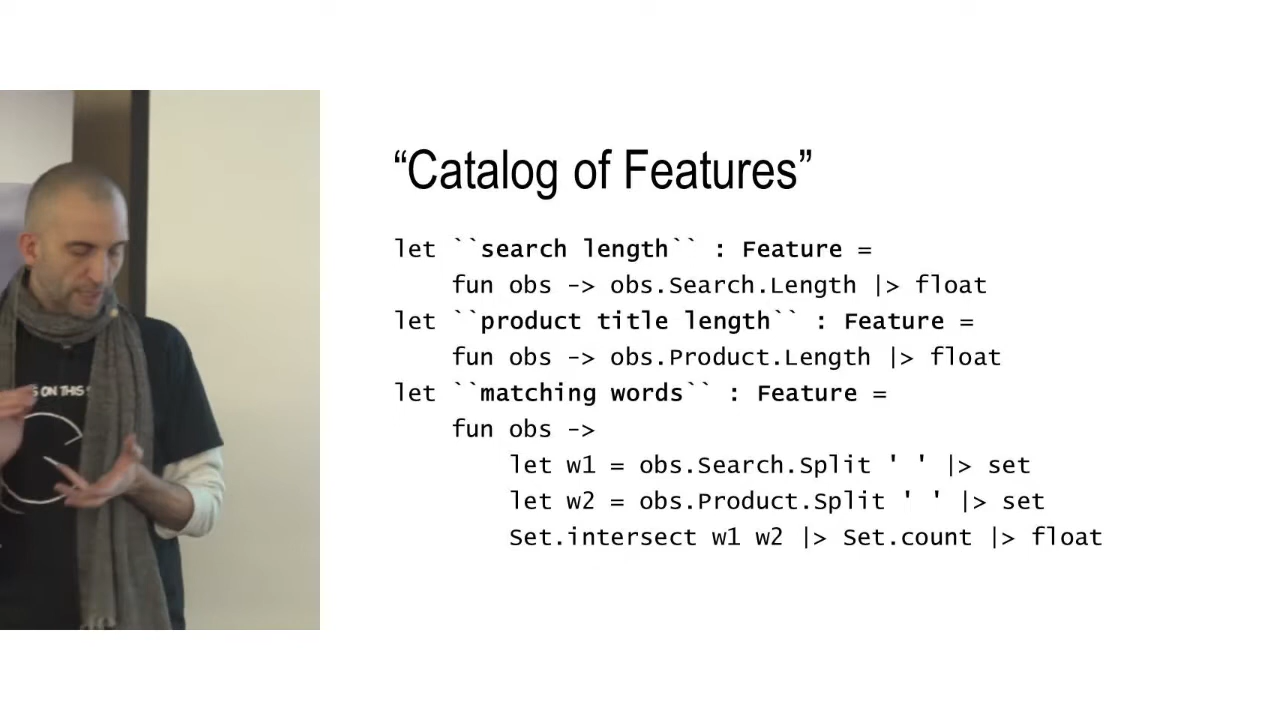 “Catalog of Features”
let ``search length`` : Feature =
    fun obs -> obs.Search.Length |> float
let ``product title length`` : Feature =
    fun obs -> obs.Product.Length |> float
let ``matching words`` : Feature =
    fun obs ->
        let w1 = obs.Search.Split ' ' |> set
        let w2 = obs.Product.Split ' ' |> set
        Set.intersect w1 w2 |> Set.count |> float
ON THIS